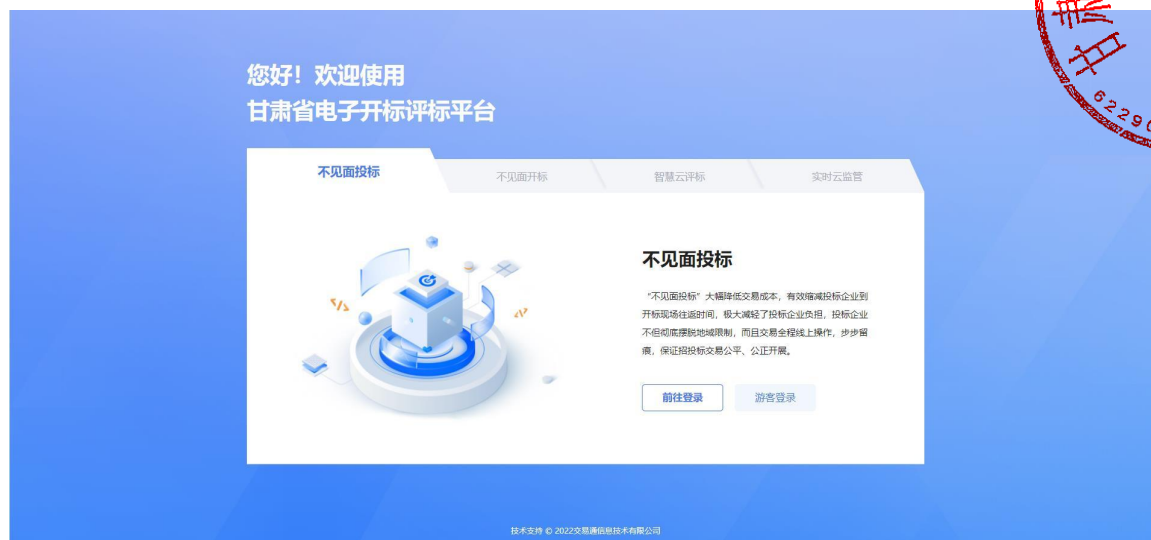 您好！欢迎使用
甘肃省电子开标评标平台
不见面投标
不见面开标
智慧云评标
实时云监管
不见面投标
“不见面投标”大幅降低交易成本，有效缩减投标企业到
开标现场往返时间，极大减轻了投标企业负担，投标企业
不但彻底摆脱地域限制，而且交易全程线上操作，步步留
痕，保证招投标交易公平、公正开展。
前往登录
游客登录
技术支持 © 2022交易通信息技术有限公司
甘肃
6229